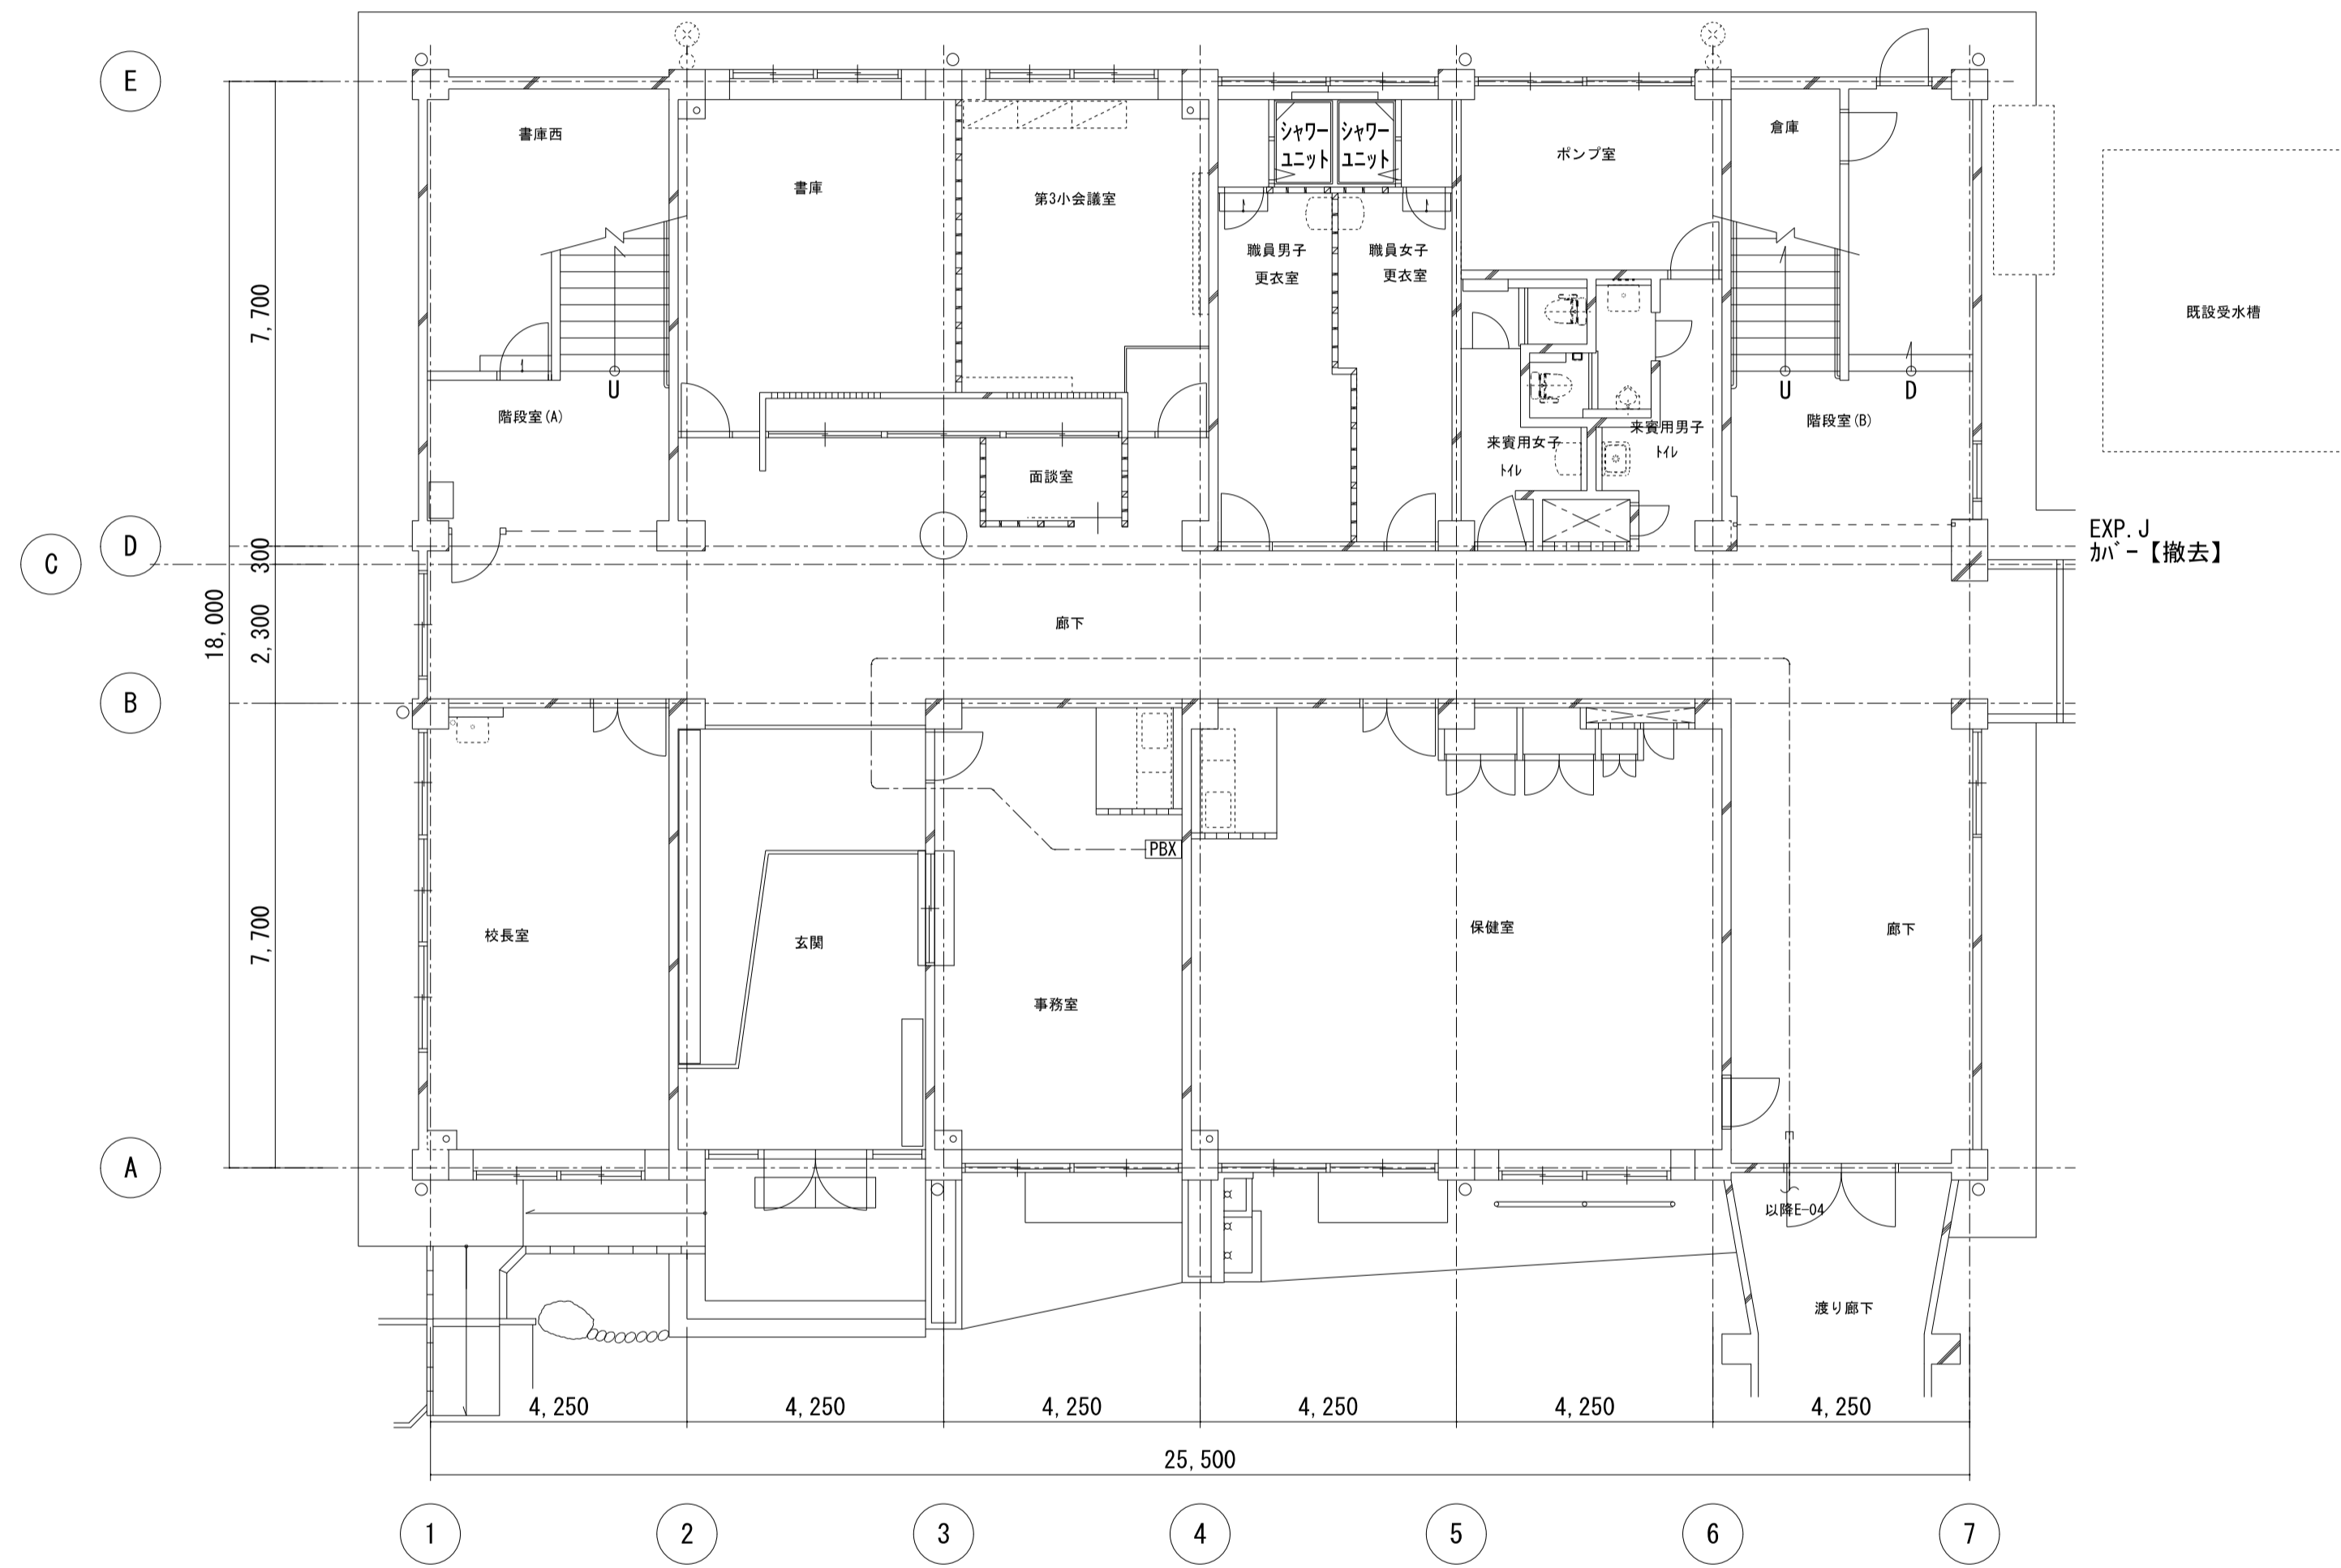 E
書庫西
書庫
第3小会議室
シャワー
ユニット
シャワー
ユニット
ポンプ室
倉庫
職員男子
更衣室
職員女子
更衣室
既設受水槽
7,700
U
階段室(A)
面談室
来賓用女子
トイレ
来賓用男子
トイレ
U
D
階段室(B)
D
C
300
EXP.J
カバー【撤去】
18,000
2,300
廊下
B
PBX
7,700
校長室
玄関
事務室
保健室
廊下
A
以降E-04
渡り廊下
4,250
4,250
4,250
4,250
4,250
4,250
25,500
1
2
3
4
5
6
7